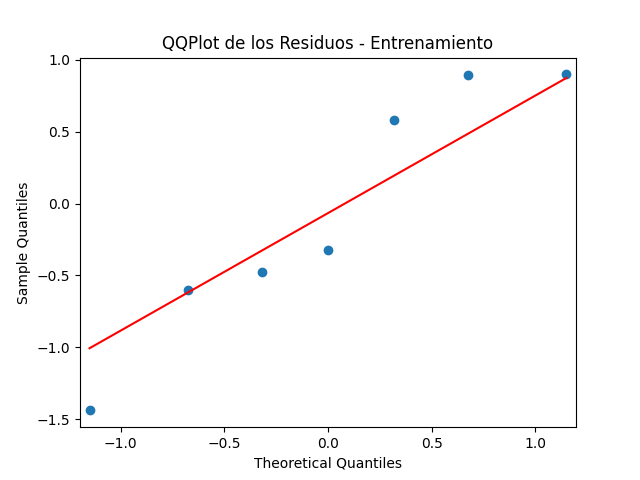 QQPlot de los Residuos - Entrenamiento
1.0
0.5
0.0
−0.5
−1.0
−1.5
Sample Quantiles
−1.0 −0.5 0.0 0.5 1.0
Theoretical Quantiles